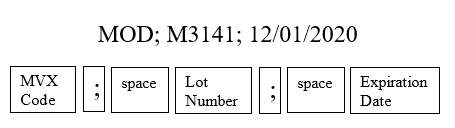 MOD; M3141; 12/01/2020
MVX Code ; space Lot Number ; space Expiration Date